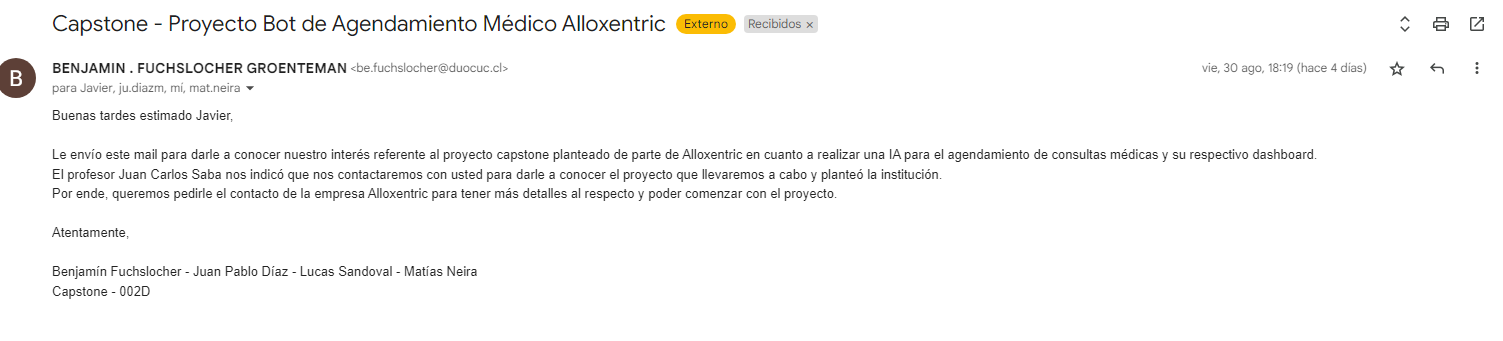 Capstone - Proyecto Bot de Agendamiento Médico Alloxentric Externo Recibidos ×
B BENJAMIN . FUCHSLOCHER GROENTEMAN <be.fuchslocher@duocuc.cl> vie, 30 ago, 18:19 (hace 4 días)
para Javier, ju.diazm, mí, mat.neira
Buenas tardes estimado Javier,
Le envío este mail para darle a conocer nuestro interés referente al proyecto capstone planteado de parte de Alloxentric en cuanto a realizar una IA para el agendamiento de consultas médicas y su respectivo dashboard.
El profesor Juan Carlos Saba nos indicó que nos contactaremos con usted para darle a conocer el proyecto que llevaremos a cabo y planteó la institución.
Por ende, queremos pedirle el contacto de la empresa Alloxentric para tener más detalles al respecto y poder comenzar con el proyecto.
Atentamente,
Benjamín Fuchslocher - Juan Pablo Díaz - Lucas Sandoval - Matías Neira
Capstone - 002D